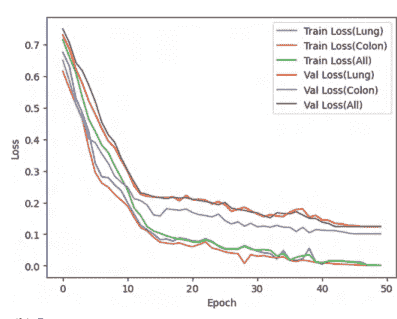 Train Loss(Lung)
Train Loss(Colon)
Train Loss(All)
Val Loss(Lung)
Val Loss(Colon)
Val Loss(All)
0.7
0.6
0.5
0.4
0.3
0.2
0.1
0.0
Loss
0 10 20 30 40 50
Epoch